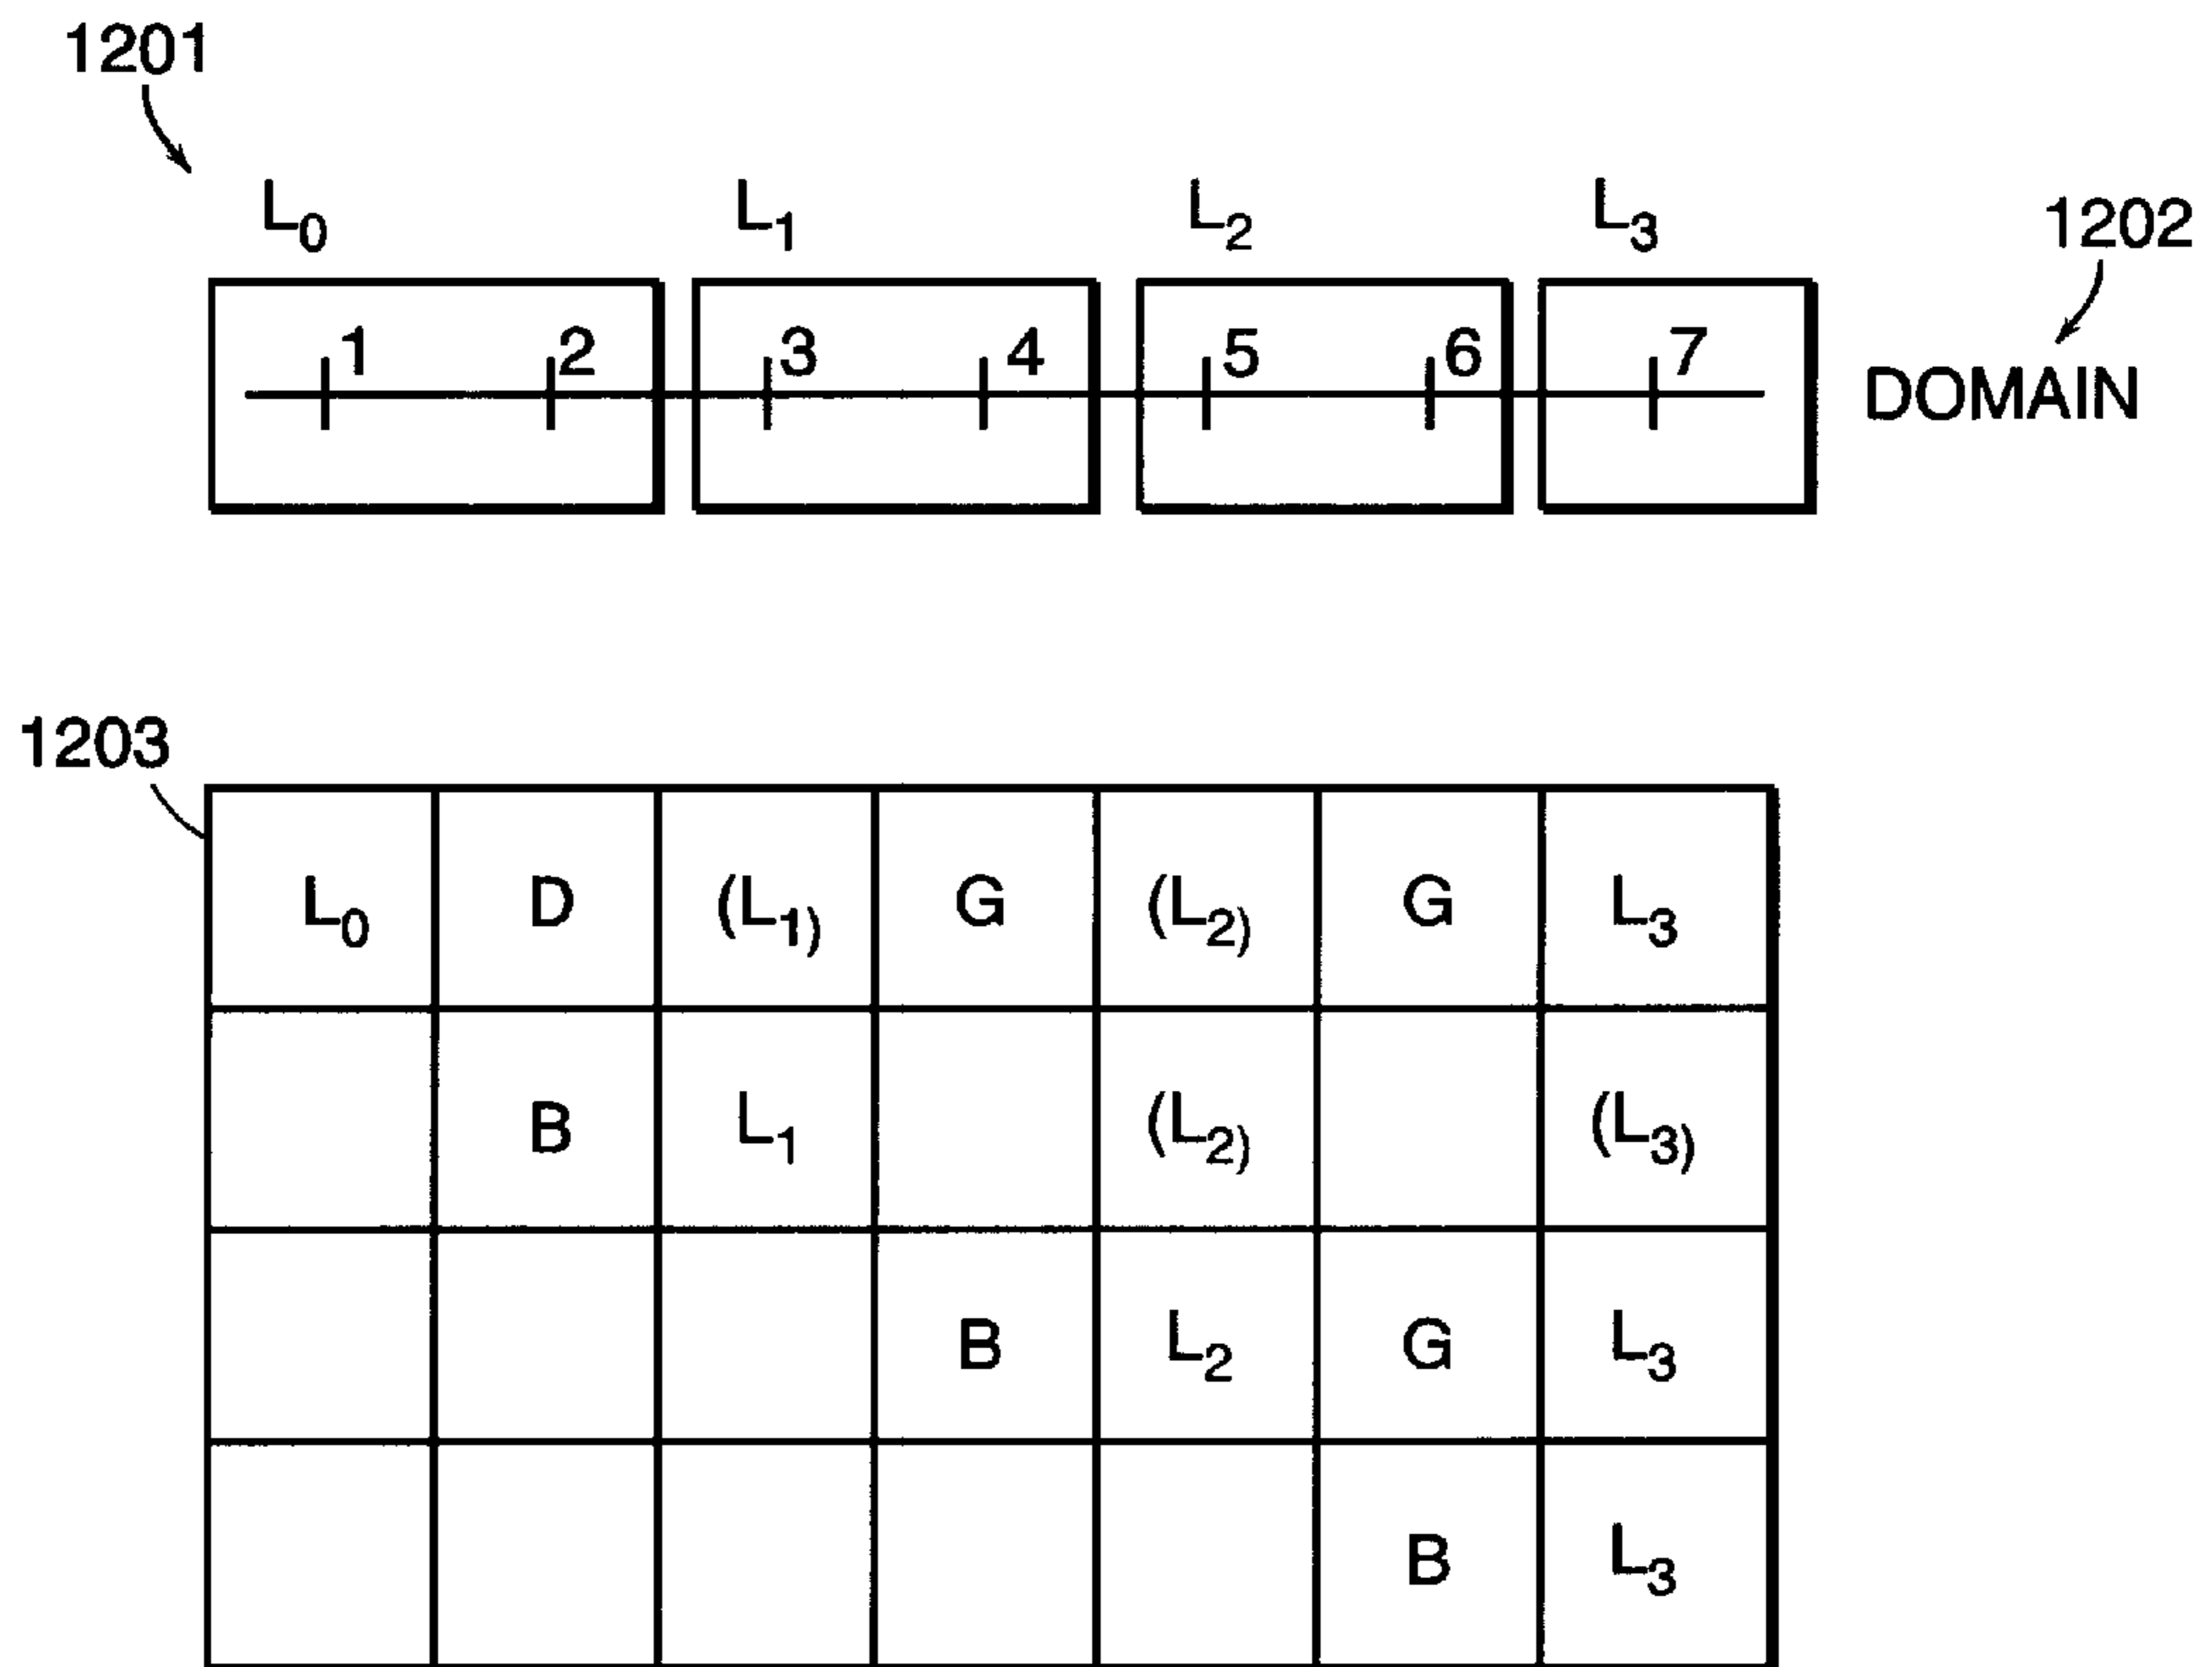 1201
L₀ L₁ L₂ L₃
1202
1 2 3 4 5 6 7
DOMAIN
1203
L₀ D (L₁) G (L₂) G L₃
B L₁ (L₂) (L₃)
B L₂ G L₃
B L₃